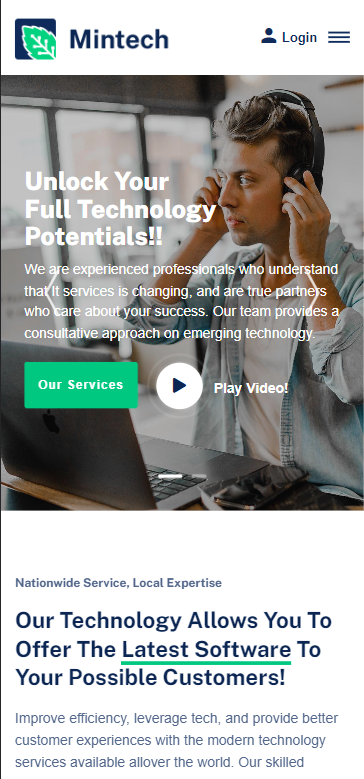 Mintech
Login
Unlock Your
Full Technology
Potentials!!
We are experienced professionals who understand
that It services is changing, and are true partners
who care about your success. Our team provides a
consultative approach on emerging technology.
Our Services
Play Video!
Nationwide Service, Local Expertise
Our Technology Allows You To
Offer The Latest Software To
Your Possible Customers!
Improve efficiency, leverage tech, and provide better
customer experiences with the modern technology
services available allover the world. Our skilled